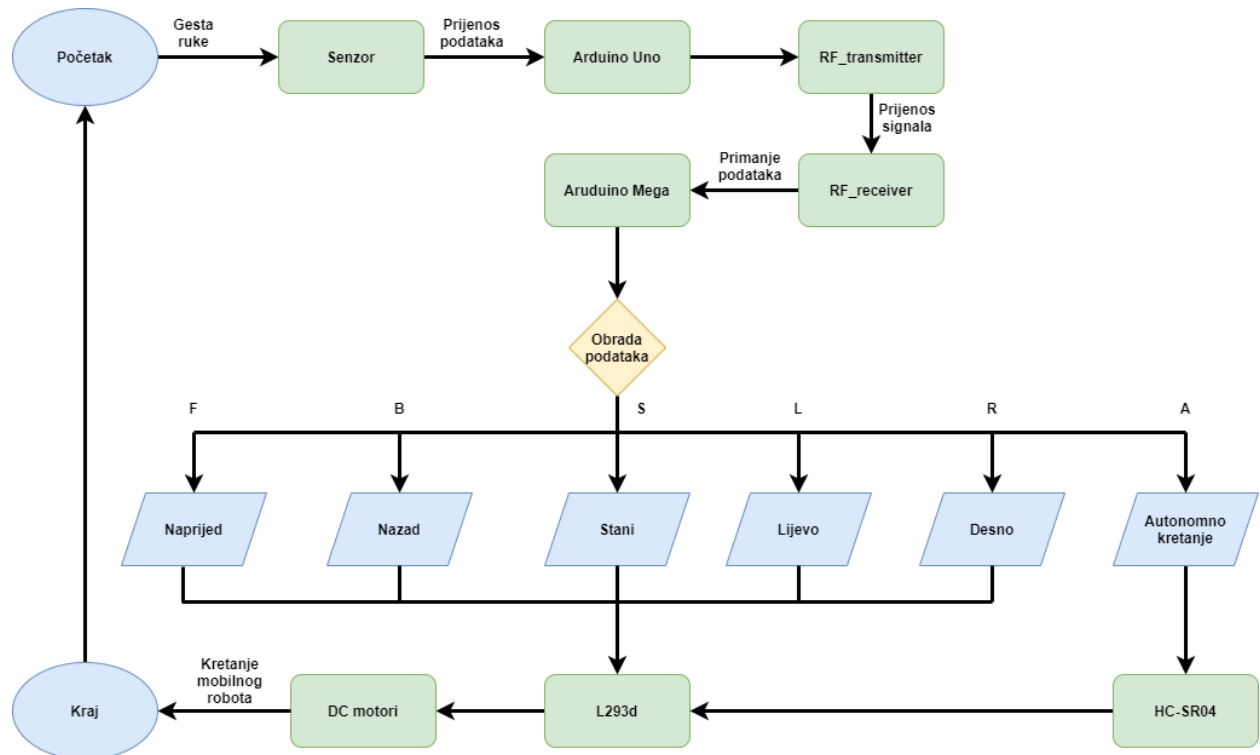 Gesta
ruke
Prijenos
podataka
Početak
Senzor
Arduino Uno
RF_transmitter
Prijenos
signala
Primanje
podataka
Aruduino Mega
RF_receiver
Obrada
podataka
F
B
S
L
R
A
Naprijed
Nazad
Stani
Lijevo
Desno
Autonomno
kretanje
Kretanje
mobilnog
robota
Kraj
DC motori
L293d
HC-SR04